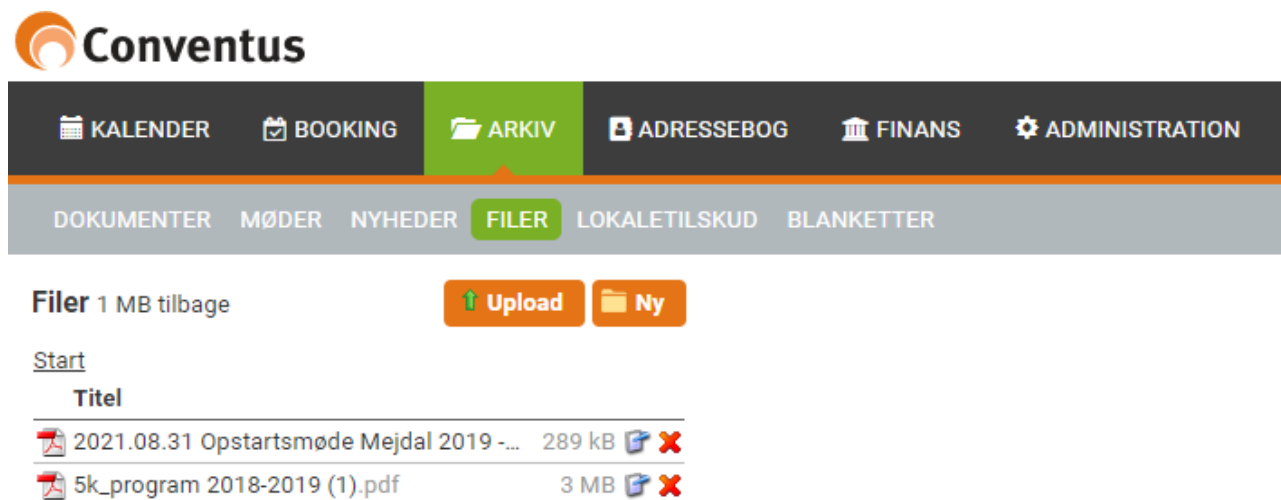 Conventus
KALENDER BOOKING ARKIV ADRESSEBOG FINANS ADMINISTRATION
DOKUMENTER MØDER NYHEDER FILER LOKALETILSKUD BLANKETTER
Filer 1 MB tilbage Upload Ny
Start
Titel
2021.08.31 Opstartsmøde Mejdal 2019 -... 289 kB
5k_program 2018-2019 (1).pdf 3 MB